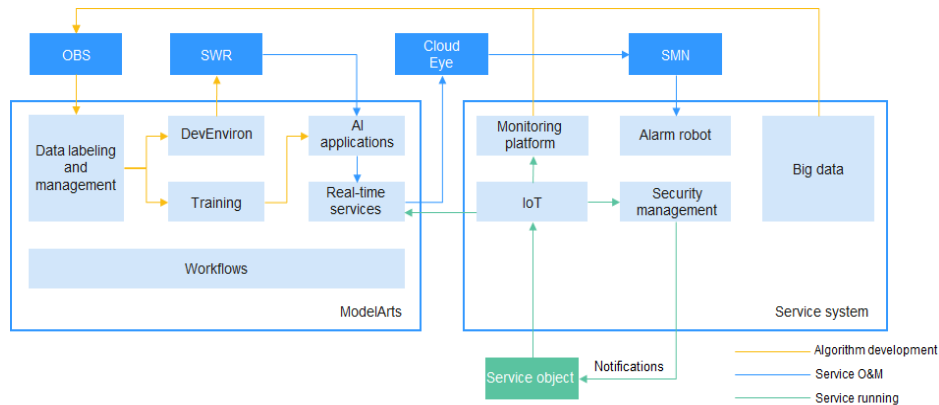 OBS
SWR
Cloud
Eye
SMN
Data labeling
and
management
DevEnviron
AI
applications
Training
Real-time
services
Workflows
ModelArts
Monitoring
platform
Alarm robot
Big data
IoT
Security
management
Service system
Service object
Notifications
Algorithm development
Service O&M
Service running